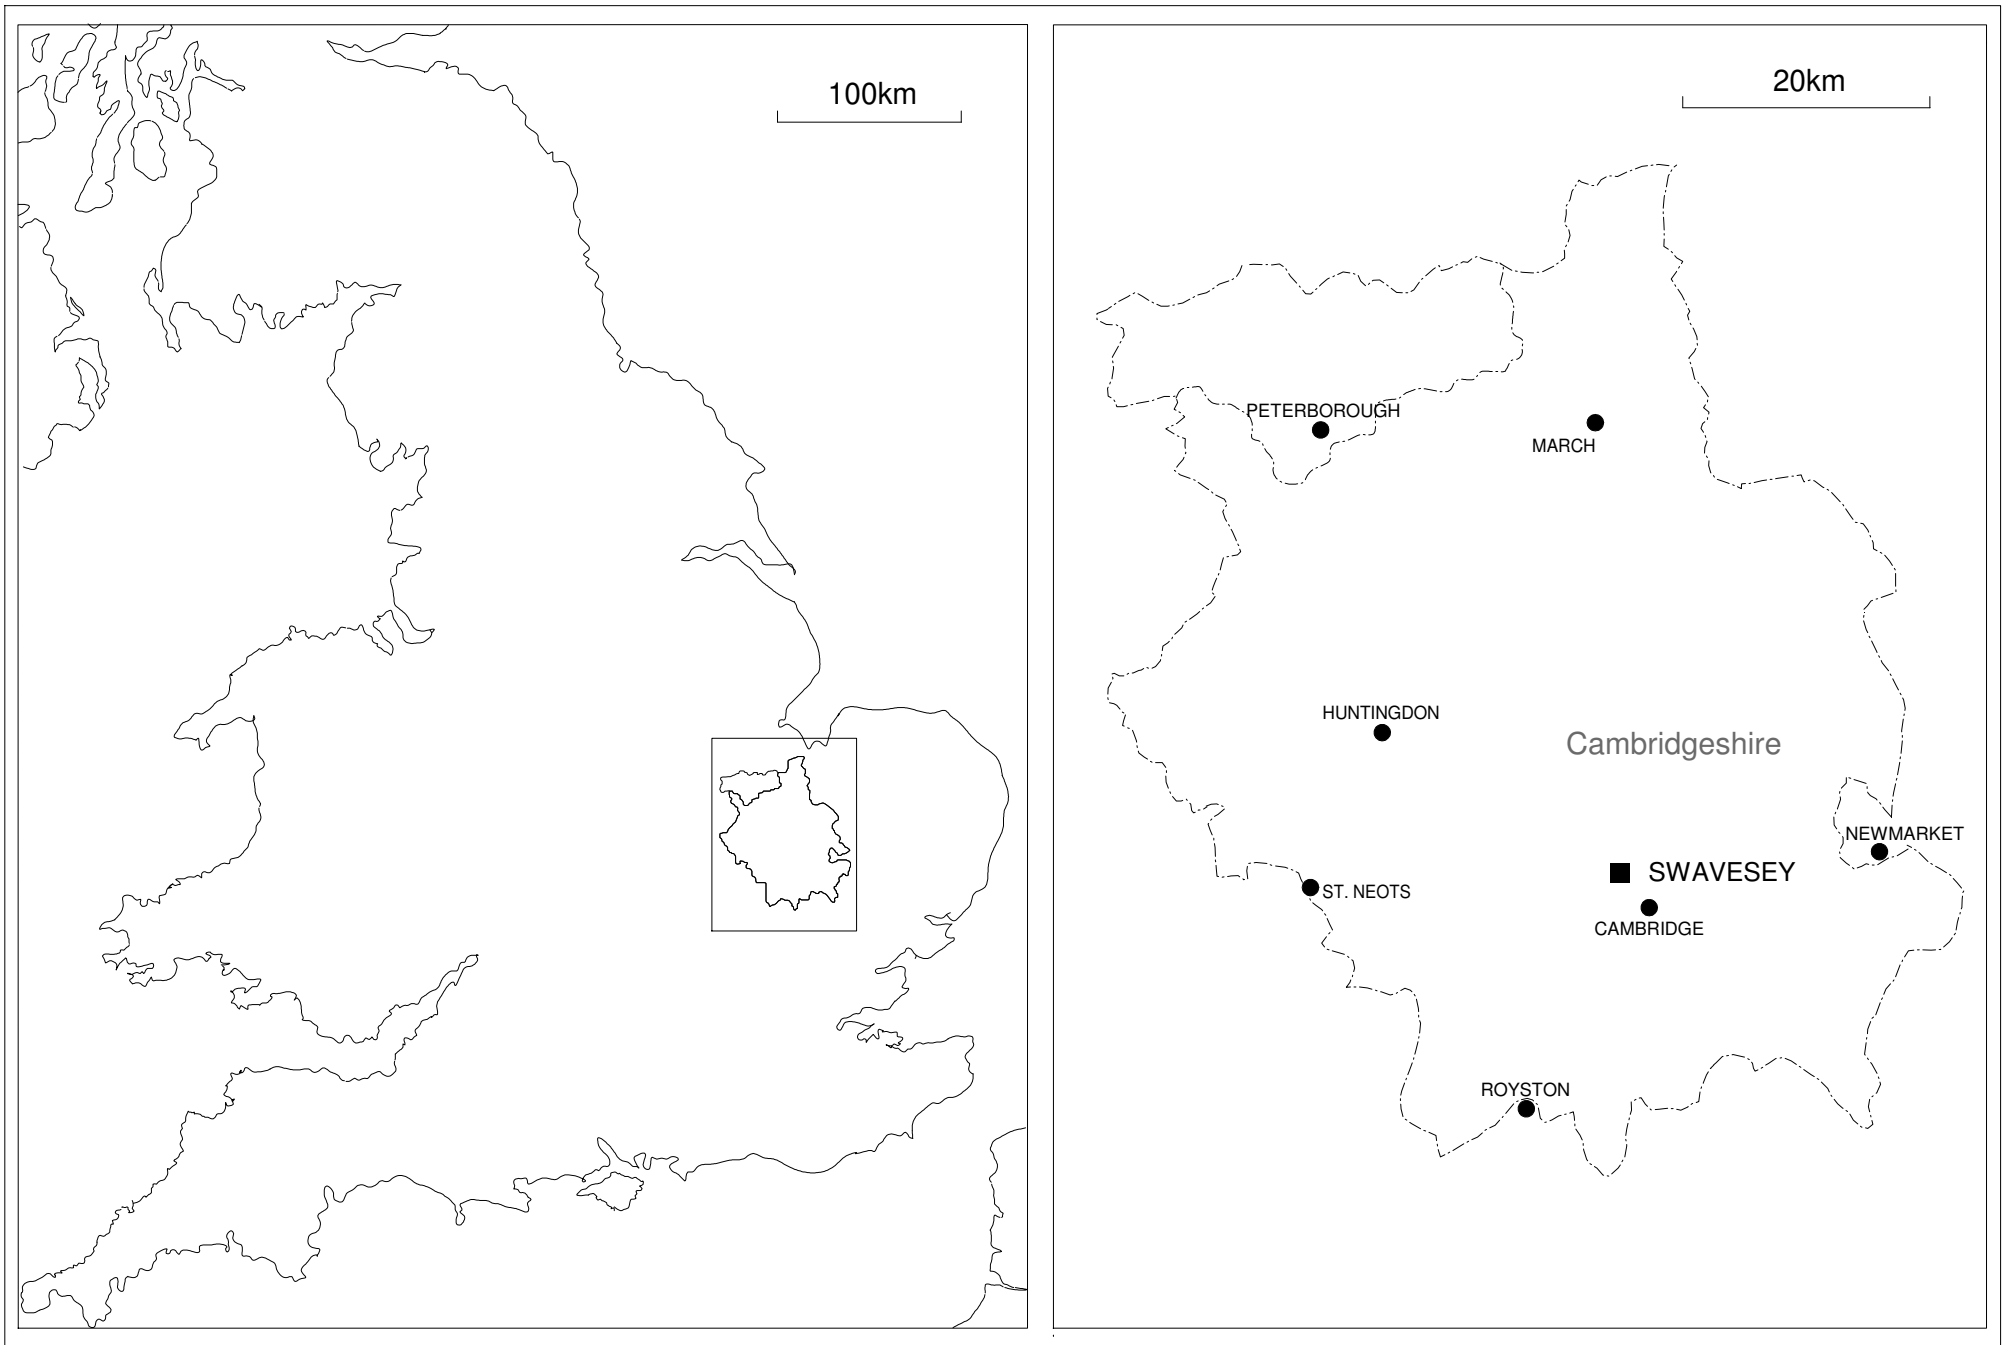 100km
20km
PETERBOROUGH
MARCH
HUNTINGDON
Cambridgeshire
NEWMARKET
SWAVESEY
ST. NEOTS
CAMBRIDGE
ROYSTON